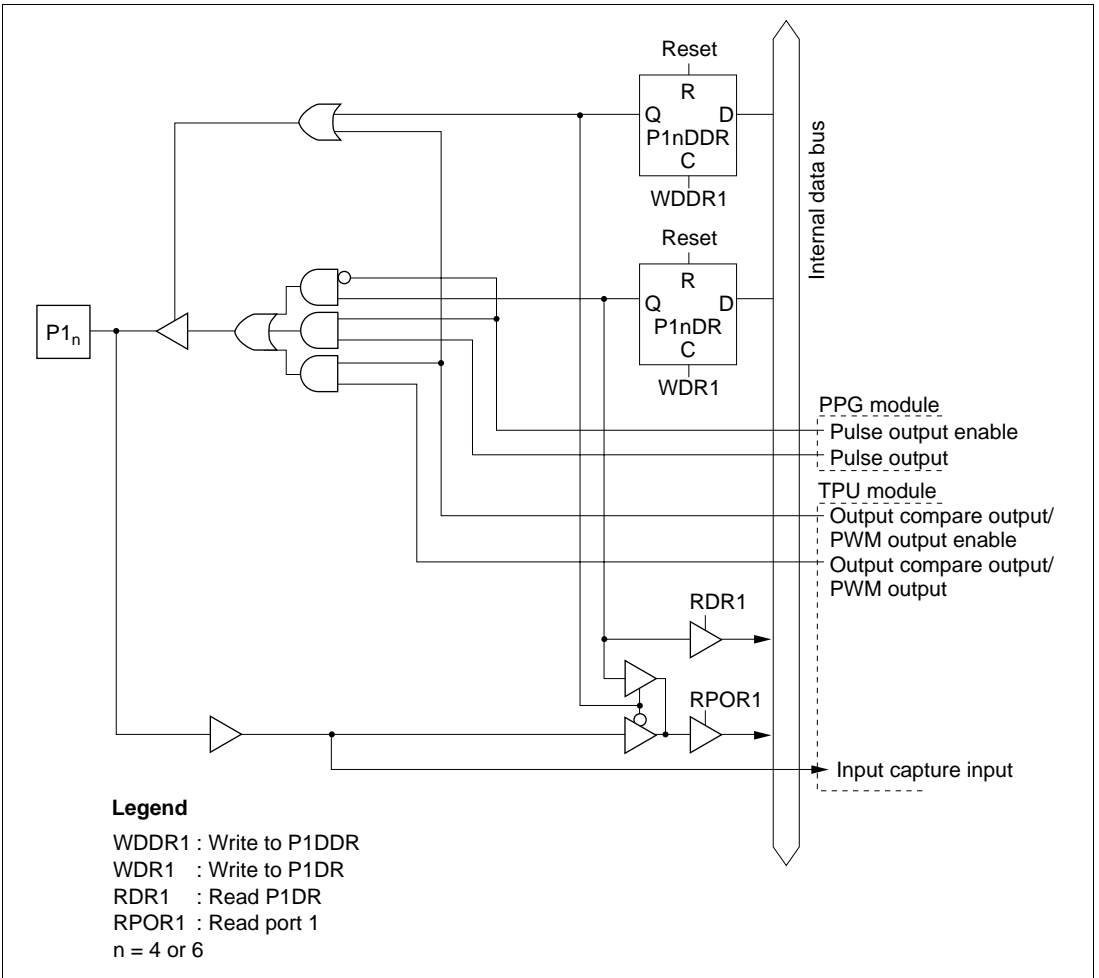 Reset
R
Q D
P1nDDR
C
WDDR1
Internal data bus
Reset
R
Q D
P1nDR
C
WDR1
P1n
PPG module
Pulse output enable
Pulse output
TPU module
Output compare output/
PWM output enable
Output compare output/
PWM output
RDR1
RPOR1
Input capture input
Legend
WDDR1 : Write to P1DDR
WDR1 : Write to P1DR
RDR1 : Read P1DR
RPOR1 : Read port 1
n = 4 or 6